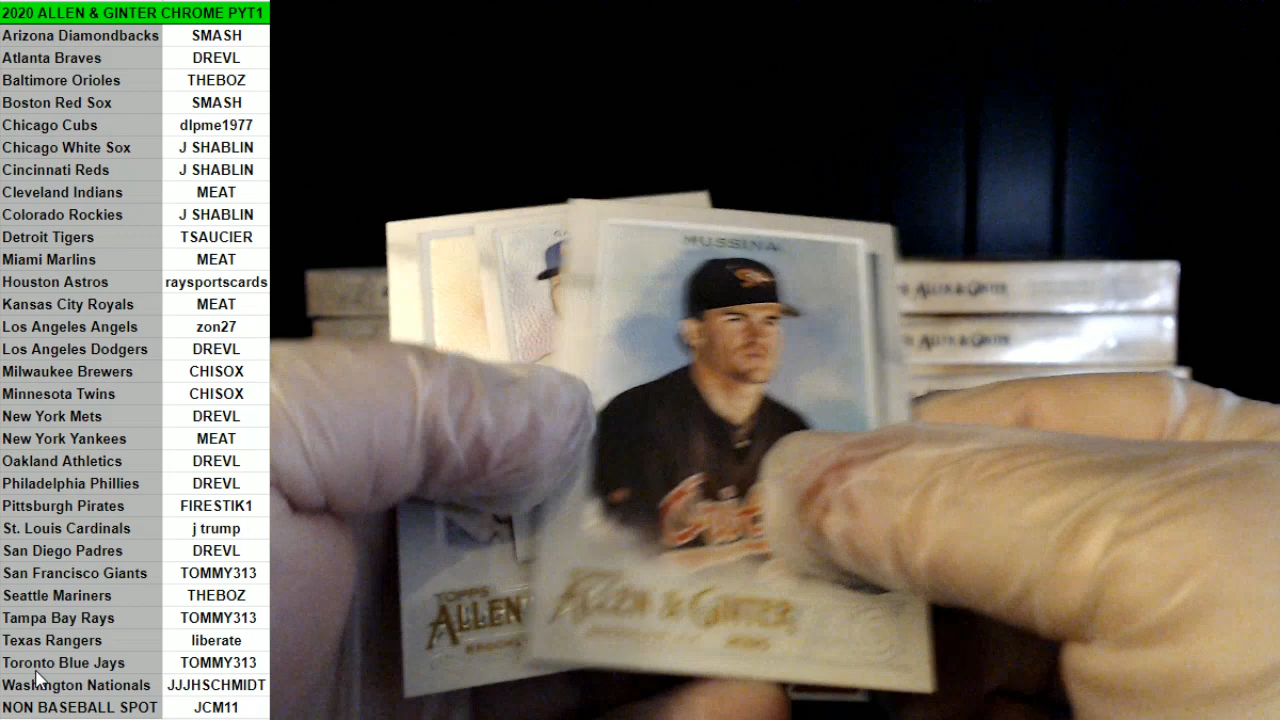 2020 ALLEN & GINTER CHROME PYT1
Arizona Diamondbacks SMASH
Atlanta Braves DREVL
Baltimore Orioles THEBOZ
Boston Red Sox SMASH
Chicago Cubs dlpme1977
Chicago White Sox J SHABLIN
Cincinnati Reds J SHABLIN
Cleveland Indians MEAT
Colorado Rockies J SHABLIN
Detroit Tigers TSAUCIER
Miami Marlins MEAT
Houston Astros raysportscards
Kansas City Royals MEAT
Los Angeles Angels zon27
Los Angeles Dodgers DREVL
Milwaukee Brewers CHISOX
Minnesota Twins CHISOX
New York Mets DREVL
New York Yankees MEAT
Oakland Athletics DREVL
Philadelphia Phillies DREVL
Pittsburgh Pirates FIRESTIK1
St. Louis Cardinals j trump
San Diego Padres DREVL
San Francisco Giants TOMMY313
Seattle Mariners THEBOZ
Tampa Bay Rays TOMMY313
Texas Rangers liberate
Toronto Blue Jays TOMMY313
Washington Nationals JJJHSCHMIDT
NON BASEBALL SPOT JCM11
MUSSINA
ALLEN & GINTER
TOPPS
ALLEN
ALLEN & GINTER
ALLEN & GINTER